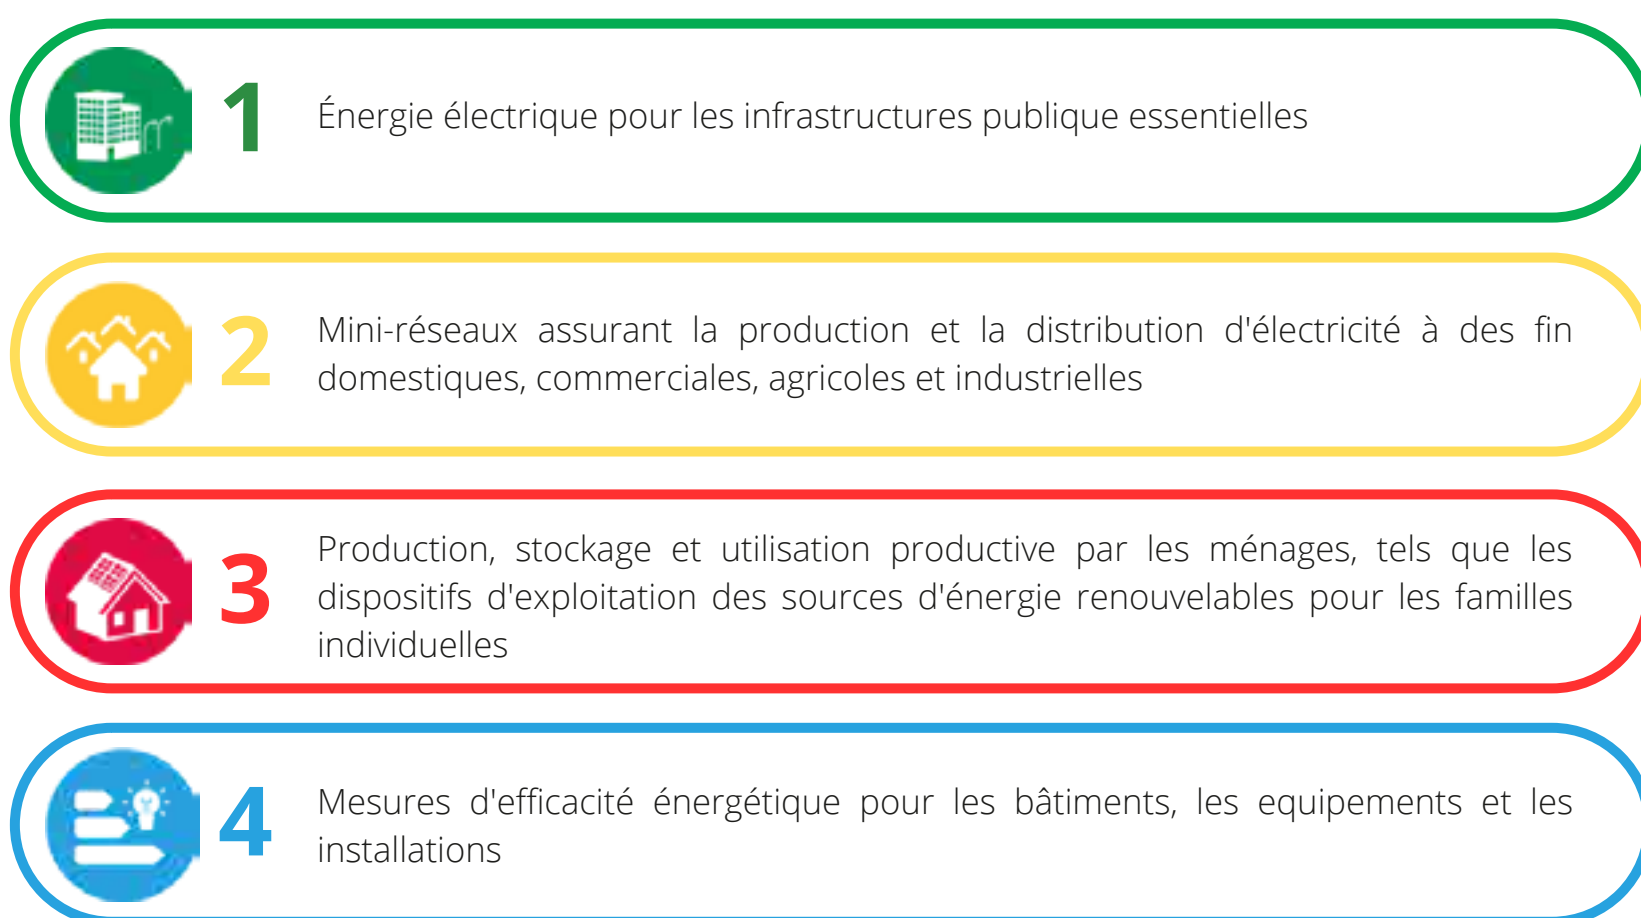 1
Énergie électrique pour les infrastructures publique essentielles
2
Mini-réseaux assurant la production et la distribution d'électricité à des fin
domestiques, commerciales, agricoles et industrielles
3
Production, stockage et utilisation productive par les ménages, tels que les
dispositifs d'exploitation des sources d'énergie renouvelables pour les familles
individuelles
4
Mesures d'efficacité énergétique pour les bâtiments, les equipements et les
installations